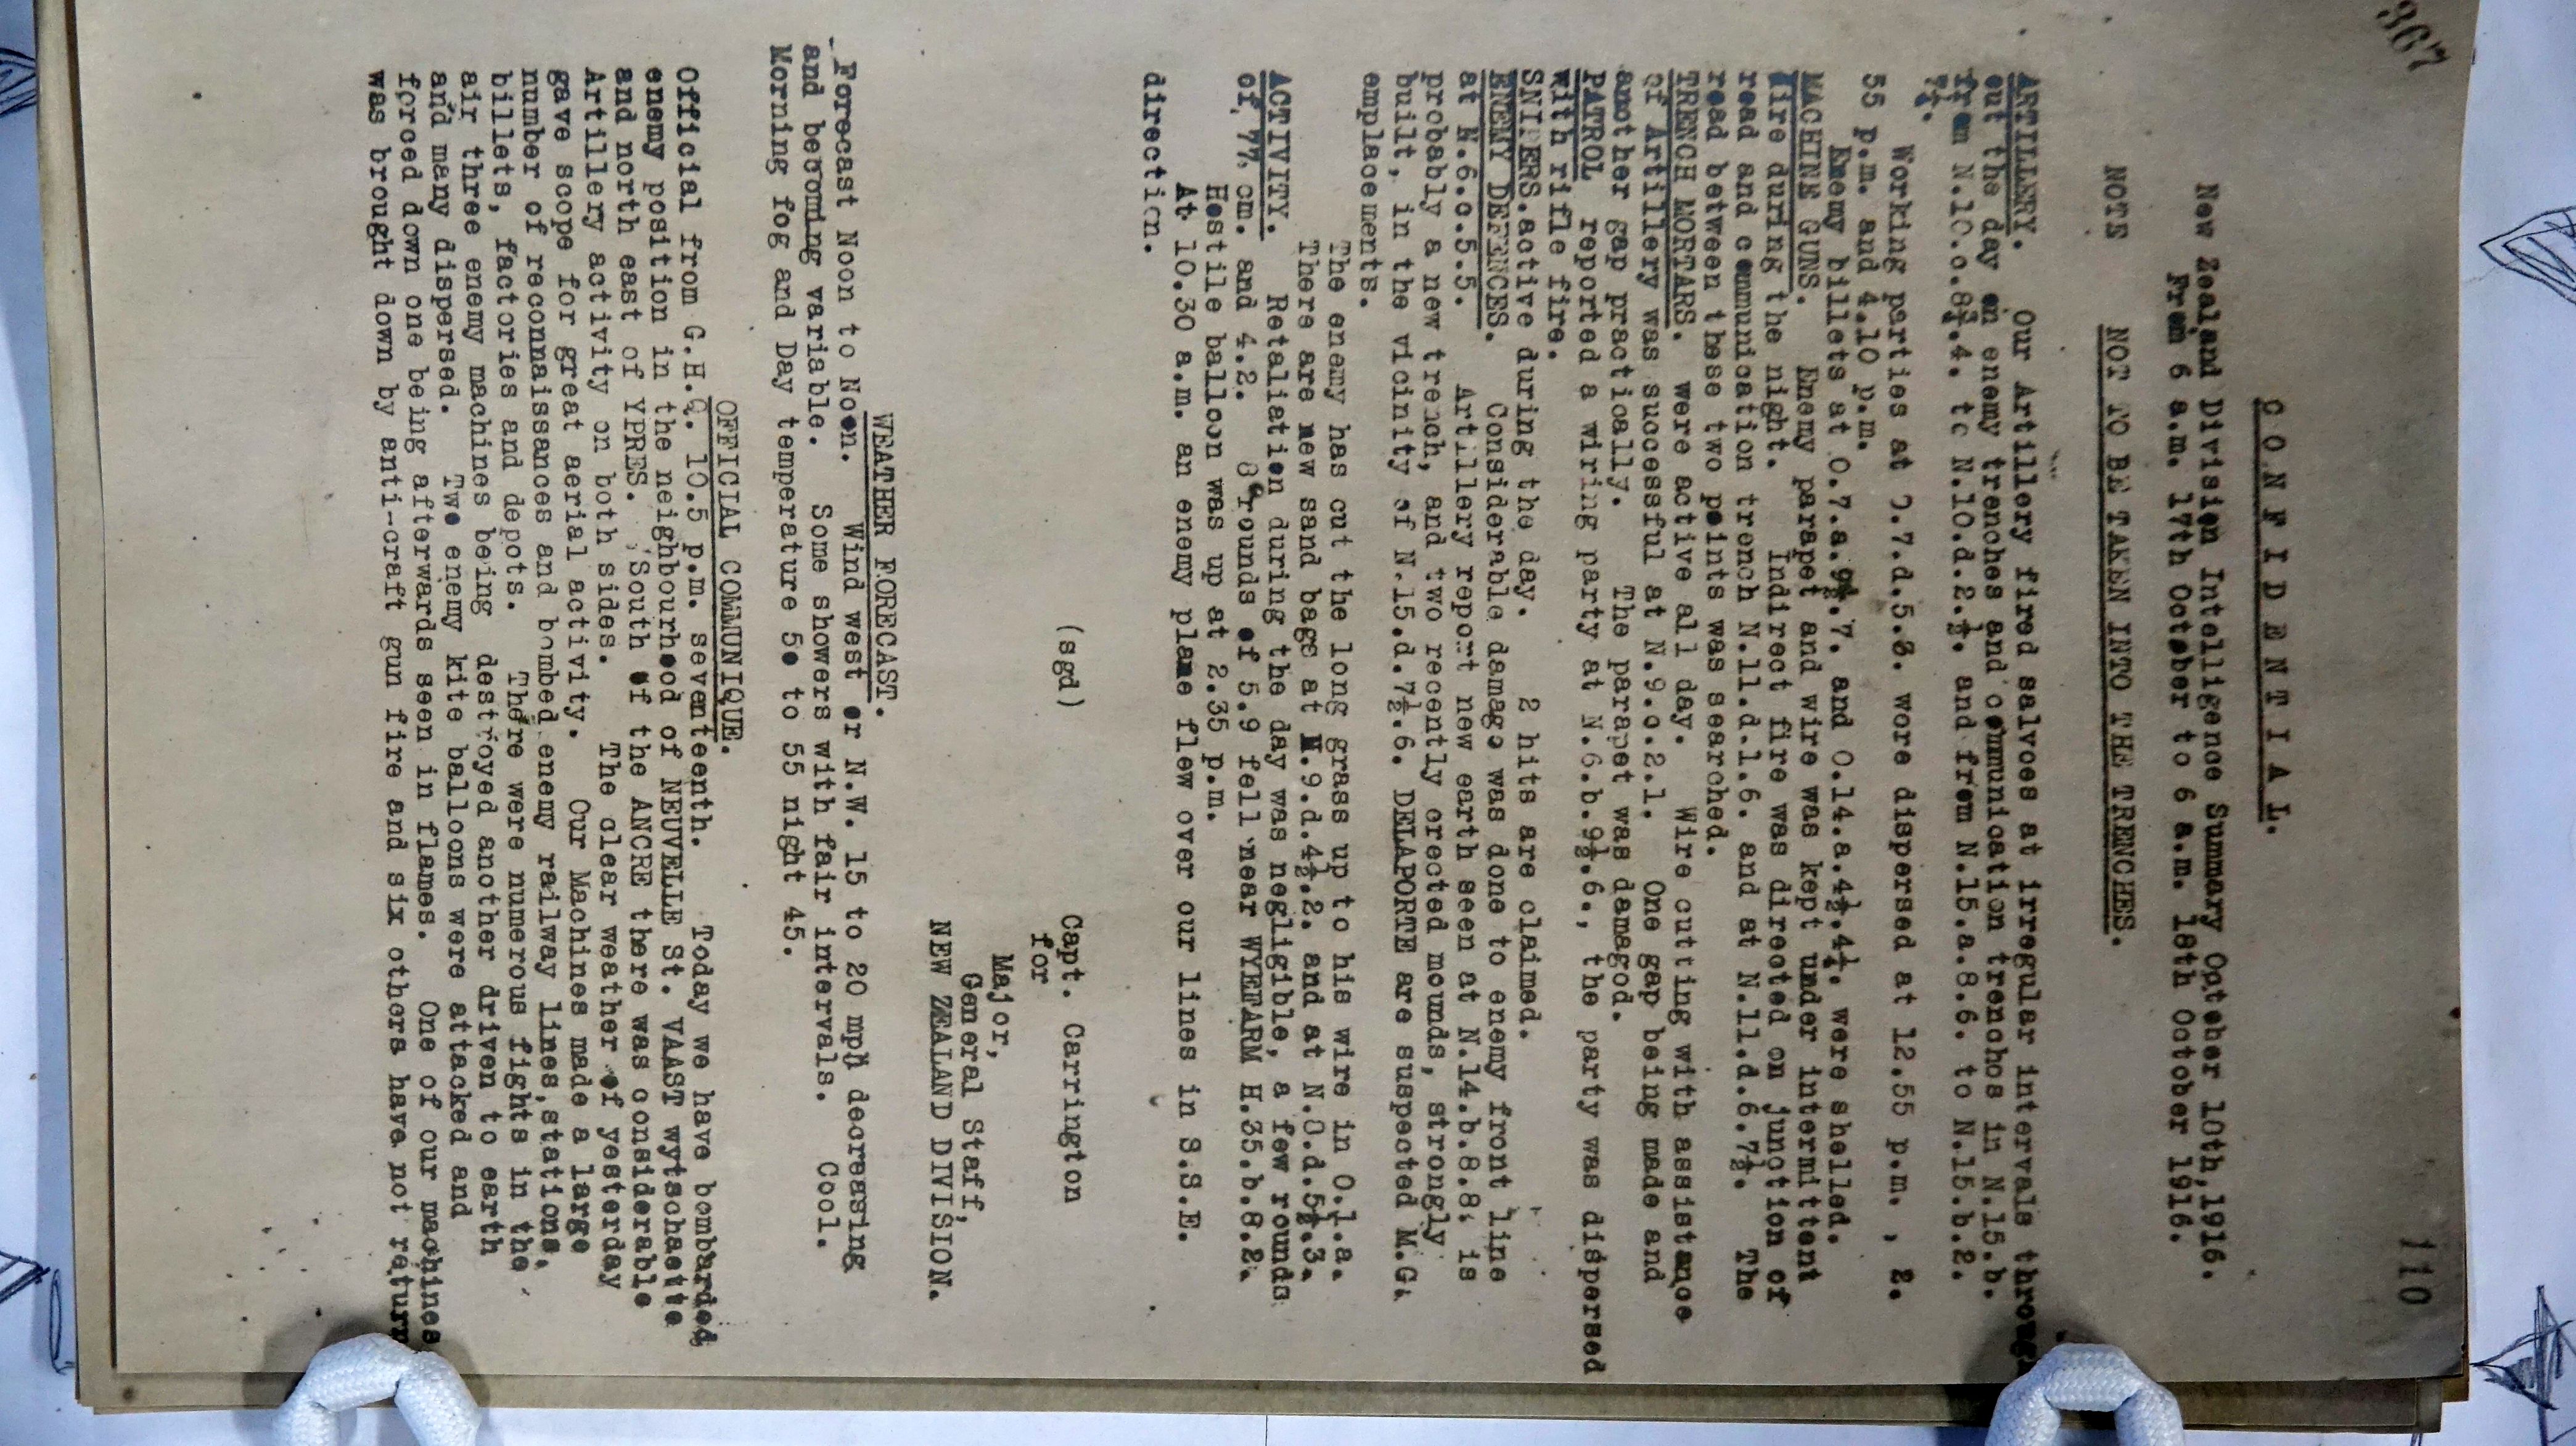 367
110
C O N F I D E N T I A L.
New Zealand Division Intelligence Summary October 18th,1916.
From 6 a.m. 17th October to 6 a.m. 18th October 1916.
NOTE NOT TO BE TAKEN INTO THE TRENCHES.
ARTILLERY. Our Artillery fired salvoes at irregular intervals throug
out the day on enemy trenches and communication trenches in N.15.b.
from N.10.c.8¾.4. to N.10.d.2.½. and from N.15.a.8.6. to N.15.b.2.
7½.
Working parties at O.7.d.5.8. were dispersed at 12.55 p.m. , 2.
55 p.m. and 4.10 p.m.
Enemy billets at O.7.a.9½.7. and O.14.a.4½.4½. were shelled.
MACHINE GUNS. Enemy parapet and wire was kept under intermittent
fire during the night. Indirect fire was directed on junction of
road and communication trench N.11.d.1.6. and at N.11.d.6.7½. The
road between these two points was searched.
TRENCH MORTARS. were active all day. Wire cutting with assistance
of Artillery was successful at N.9.c.2.1. One gap being made and
another gap practically. The parapet was damaged.
PATROL reported a wiring party at N.6.b.9½.6., the party was dispersed
with rifle fire.
SNIPERS.active during the day. 2 hits are claimed.
ENEMY DEFENCES. Considerable damage was done to enemy front line
at N.6.c.5.5. Artillery report new earth seen at N.14.b.8.8. is
probably a new trench, and two recently erected mounds, strongly
built, in the vicinity of N.15.d.7½.6. DELAPORTE are suspected M.G.
emplacements.
The enemy has cut the long grass up to his wire in O.1.a.
There are new sand bags at N.9.d.4½.2. and at N.9.d.5½.3.
ACTIVITY. Retaliation during the day was negligible, a few rounds
of, 77, cm. and 4.2. 8 rounds of 5.9 fell near WYEFARM H.35.b.8.2.
Hostile balloon was up at 2.35 p.m.
At 10.30 a.m. an enemy plane flew over our lines in S.S.E.
direction.
(sgd) Capt. Carrington
for
Major,
General Staff,
NEW ZEALAND DIVISION.
WEATHER FORECAST.
Forecast Noon to Noon. Wind west or N.W. 15 to 20 mph decreasing
and becoming variable. Some showers with fair intervals. Cool.
Morning fog and Day temperature 50 to 55 night 45.
OFFICIAL COMMUNIQUE.
Official from G.H.Q. 10.5 p.m. seventeenth. Today we have bombarded
enemy position in the neighbourhood of NEUVELLE St. VAAST wytschaette
and north east of YPRES. South of the ANCRE there was considerable
Artillery activity on both sides. The clear weather of yesterday
gave scope for great aerial activity. Our Machines made a large
number of reconnaissances and bombed enemy railway lines,stations,
billets, factories and depots. There were numerous fights in the
air three enemy machines being destroyed another driven to earth
and many dispersed. Two enemy kite balloons were attacked and
forced down one being afterwards seen in flames. One of our machines
was brought down by anti-craft gun fire and six others have not return